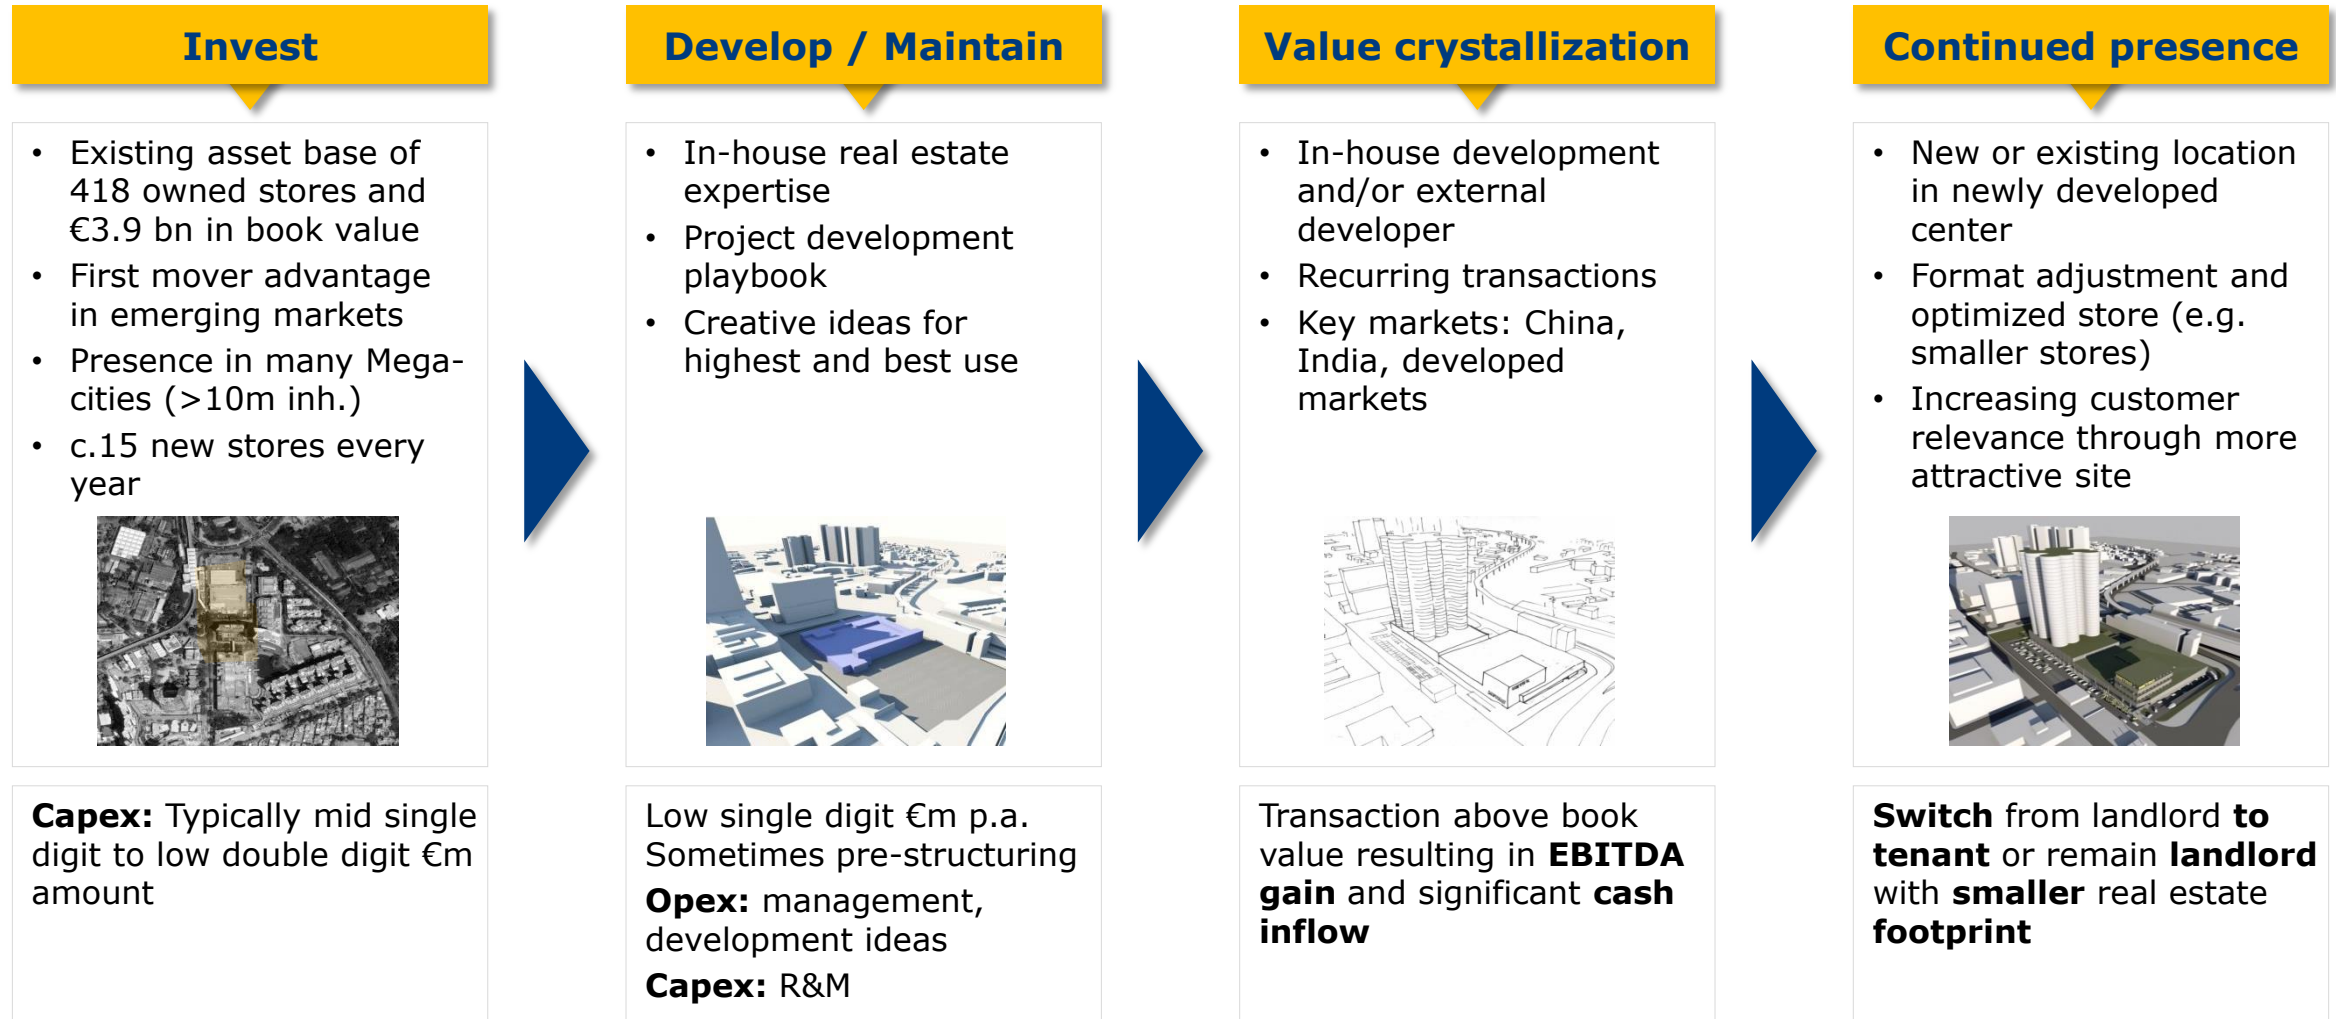 Invest
• Existing asset base of
418 owned stores and
€3.9 bn in book value
• First mover advantage
in emerging markets
• Presence in many Mega-
cities (>10m inh.)
• c.15 new stores every
year
Capex: Typically mid single
digit to low double digit €m
amount
Develop / Maintain
• In-house real estate
expertise
• Project development
playbook
• Creative ideas for
highest and best use
Low single digit €m p.a.
Sometimes pre-structuring
Opex: management,
development ideas
Capex: R&M
Value crystallization
• In-house development
and/or external
developer
• Recurring transactions
• Key markets: China,
India, developed
markets
Transaction above book
value resulting in EBITDA
gain and significant cash
inflow
Continued presence
• New or existing location
in newly developed
center
• Format adjustment and
optimized store (e.g.
smaller stores)
• Increasing customer
relevance through more
attractive site
Switch from landlord to
tenant or remain landlord
with smaller real estate
footprint